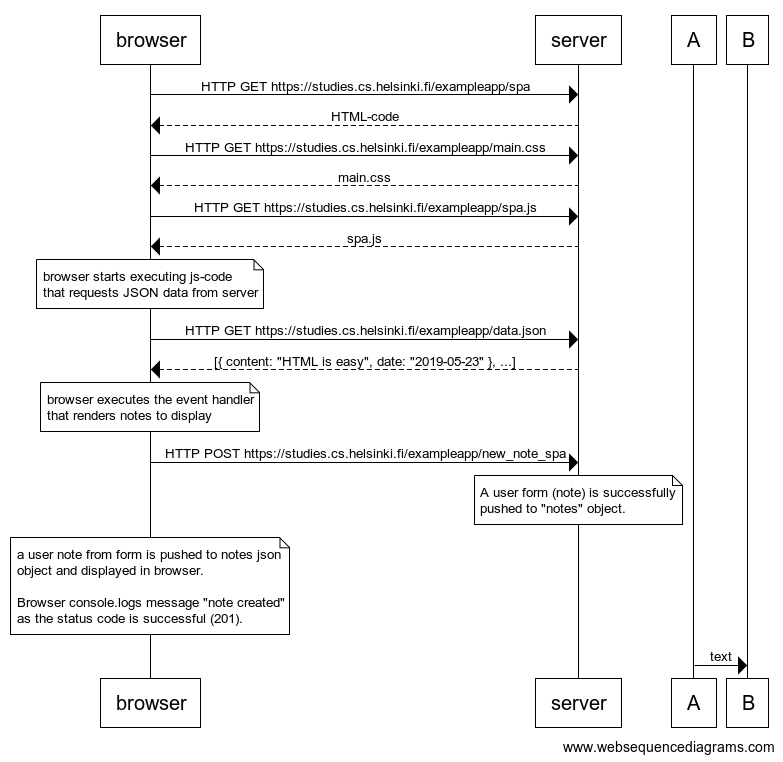 browser
server
A
B
HTTP GET https://studies.cs.helsinki.fi/exampleapp/spa
HTML-code
HTTP GET https://studies.cs.helsinki.fi/exampleapp/main.css
main.css
HTTP GET https://studies.cs.helsinki.fi/exampleapp/spa.js
spa.js
browser starts executing js-code
that requests JSON data from server
HTTP GET https://studies.cs.helsinki.fi/exampleapp/data.json
[{ content: "HTML is easy", date: "2019-05-23" }, ...]
browser executes the event handler
that renders notes to display
HTTP POST https://studies.cs.helsinki.fi/exampleapp/new_note_spa
A user form (note) is successfully
pushed to "notes" object.
a user note from form is pushed to notes json
object and displayed in browser.
Browser console.logs message "note created"
as the status code is successful (201).
text
browser
server
A
B
www.websequencediagrams.com